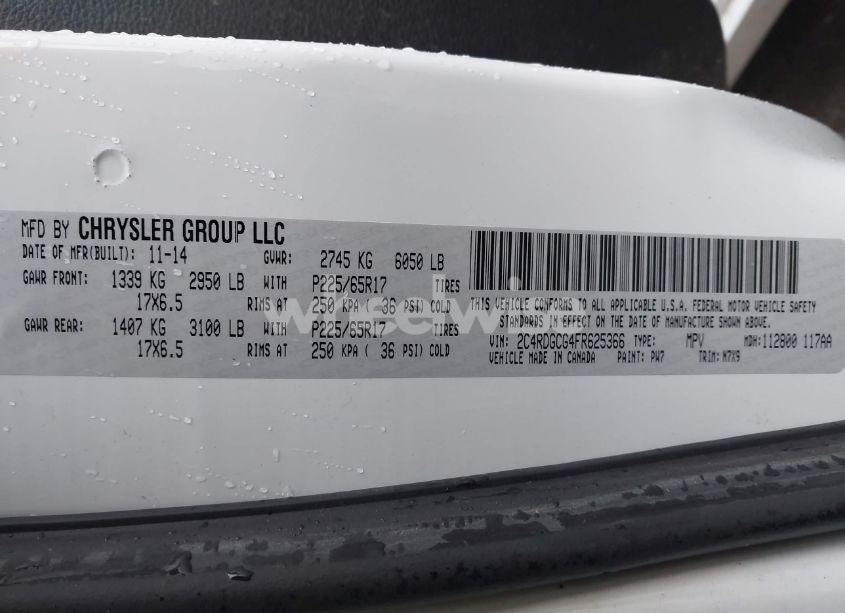 MFD BY CHRYSLER GROUP LLC
DATE OF MFR(BUILT): 11-14 GVWR: 2745 KG 6050 LB
GAWR FRONT: 1339 KG 2950 LB WITH P225/65R17 TIRES
17X6.5 RIMS AT 250 KPA ( 36 PSI) COLD
GAWR REAR: 1407 KG 3100 LB WITH P225/65R17 TIRES
17X6.5 RIMS AT 250 KPA ( 36 PSI) COLD
THIS VEHICLE CONFORMS TO ALL APPLICABLE U.S.A. FEDERAL MOTOR VEHICLE SAFETY
STANDARDS IN EFFECT ON THE DATE OF MANUFACTURE SHOWN ABOVE.
VIN: 2C4RDGCG4FR625366 TYPE: MPV MDH: 112800 117AA
VEHICLE MADE IN CANADA PAINT: PW7 TRIM: M7X9